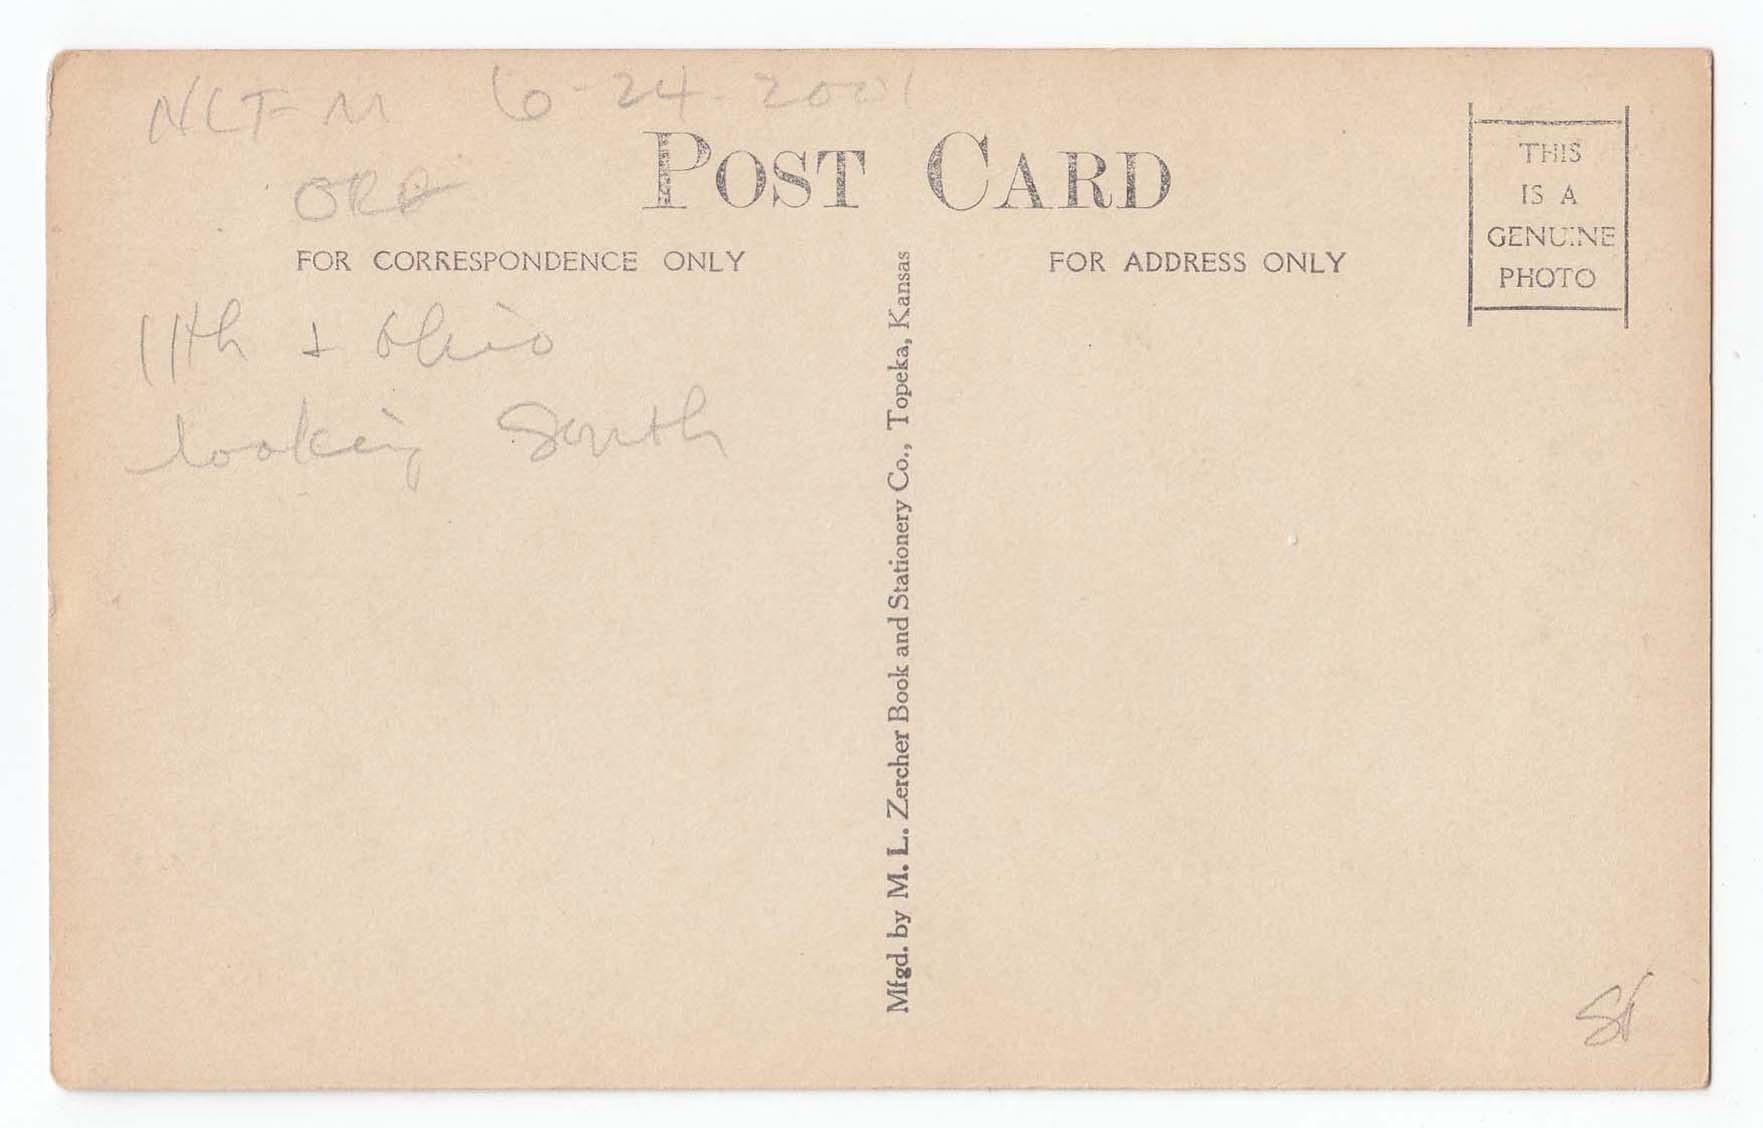 NLT-M 6-24-2001
POST CARD
THIS
IS A
GENUINE
PHOTO
FOR CORRESPONDENCE ONLY
FOR ADDRESS ONLY
11th + Ohio
looking South
Mfgd. by M. L. Zercher Book and Stationery Co., Topeka, Kansas